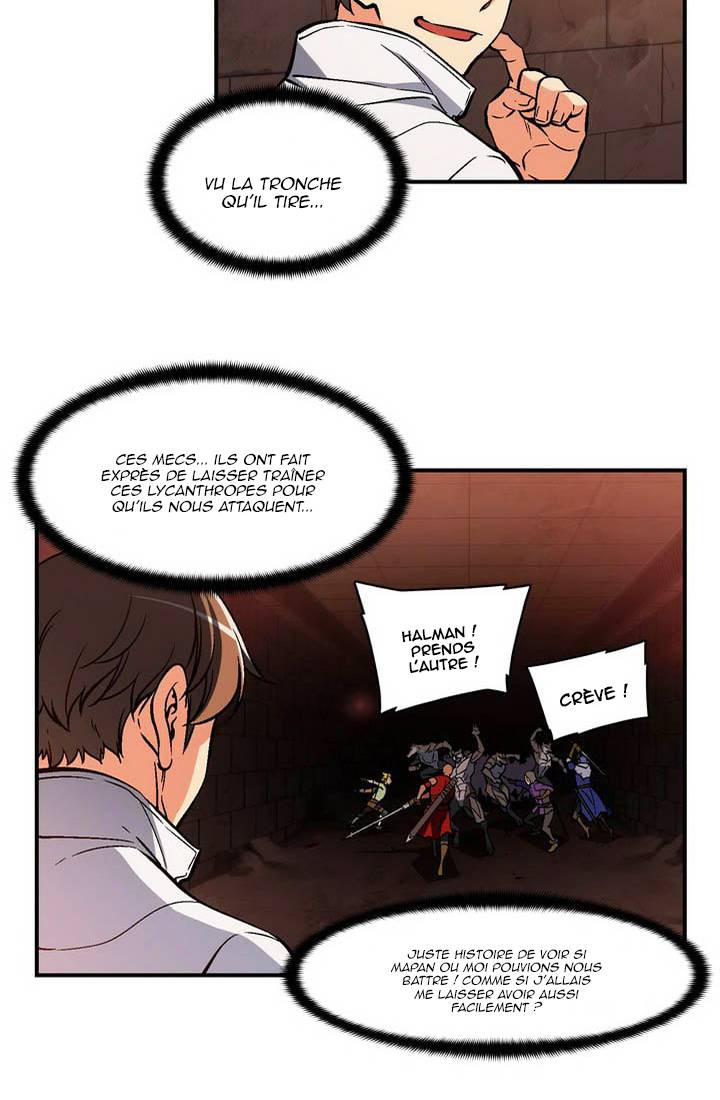 VU LA TRONCHE
QU'IL TIRE...
CES MECS... ILS ONT FAIT
EXPRÈS DE LAISSER TRAÎNER
CES LYCANTHROPES POUR
QU'ILS NOUS ATTAQUENT...
HALMAN !
PRENDS
L'AUTRE !
CRÈVE !
JUSTE HISTOIRE DE VOIR SI
MAPAN OU MOI POUVIONS NOUS
BATTRE ! COMME SI J'ALLAIS
ME LAISSER AVOIR AUSSI
FACILEMENT ?